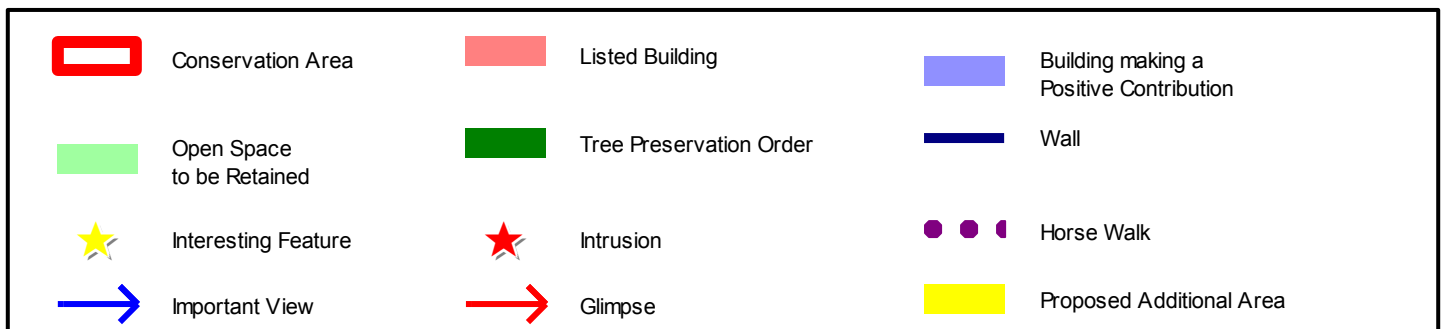 Conservation Area
Listed Building
Building making a
Positive Contribution
Open Space
to be Retained
Tree Preservation Order
Wall
Interesting Feature
Intrusion
Horse Walk
Important View
Glimpse
Proposed Additional Area